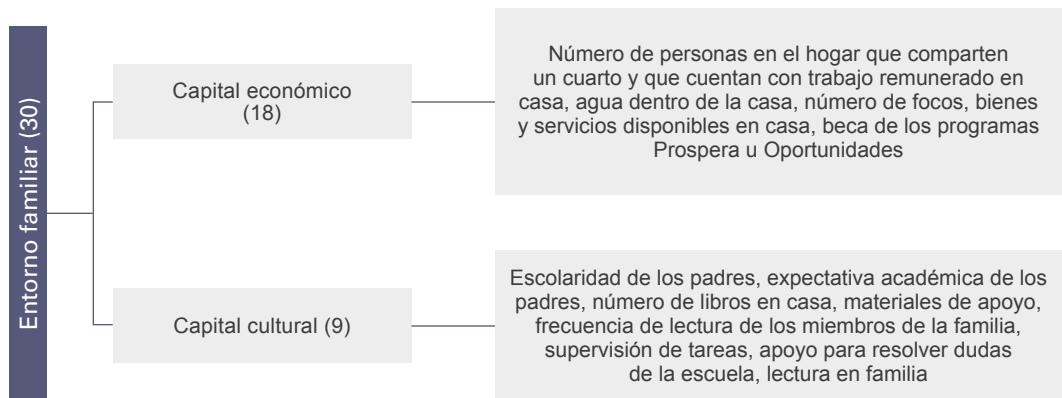 Entorno familiar (30)
Capital económico
(18)
Número de personas en el hogar que comparten
un cuarto y que cuentan con trabajo remunerado en
casa, agua dentro de la casa, número de focos, bienes
y servicios disponibles en casa, beca de los programas
Prospera u Oportunidades
Capital cultural (9)
Escolaridad de los padres, expectativa académica de los
padres, número de libros en casa, materiales de apoyo,
frecuencia de lectura de los miembros de la familia,
supervisión de tareas, apoyo para resolver dudas
de la escuela, lectura en familia